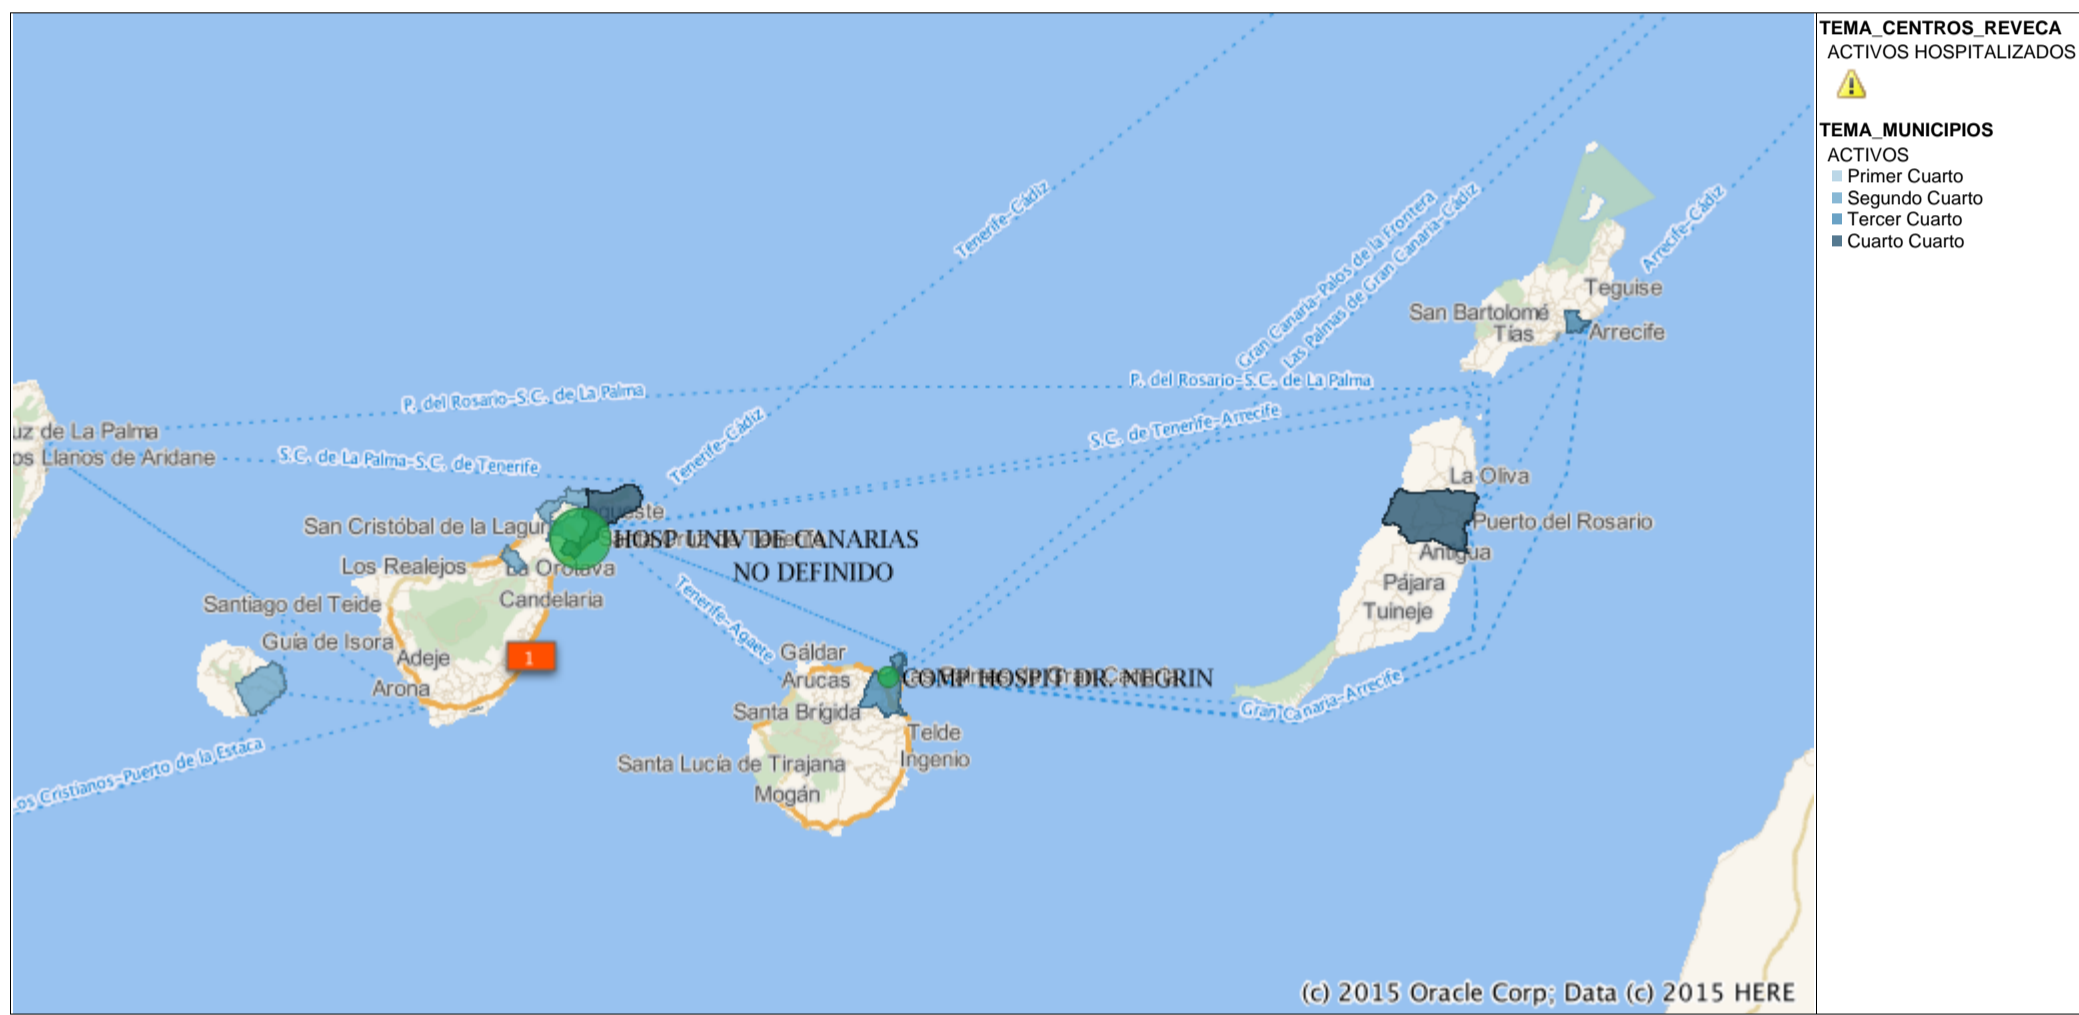 TEMA_CENTROS_REVECA
ACTIVOS HOSPITALIZADOS
TEMA_MUNICIPIOS
ACTIVOS
Primer Cuarto
Segundo Cuarto
Tercer Cuarto
Cuarto Cuarto
Tenerife-Cádiz
Gran Canaria-Palos de la Frontera
Las Palmas de Gran Canaria-Cádiz
Arrecife-Cádiz
Teguise
San Bartolomé
Tías
Arrecife
P. del Rosario-S.C. de La Palma
P. del Rosario-S.C. de La Palma
S.C. de Tenerife-Arrecife
Tenerife-Cádiz
uz de La Palma
os Llanos de Aridane
S.C. de La Palma-S.C. de Tenerife
La Oliva
Puerto del Rosario
Antigua
Pájara
Tuineje
San Cristóbal de la Lagun
HOSP UNIV DE CANARIAS
NO DEFINIDO
Los Realejos
La Orotava
Candelaria
Santiago del Teide
Guía de Isora
Adeje
1
Arona
Tenerife-Agaete
Gáldar
Arucas
COMP HOSPIT DR. NEGRIN
Santa Brígida
Telde
Ingenio
Santa Lucía de Tirajana
Mogán
Gran Canaria-Arrecife
os Cristianos-Puerto de la Estaca
(c) 2015 Oracle Corp; Data (c) 2015 HERE